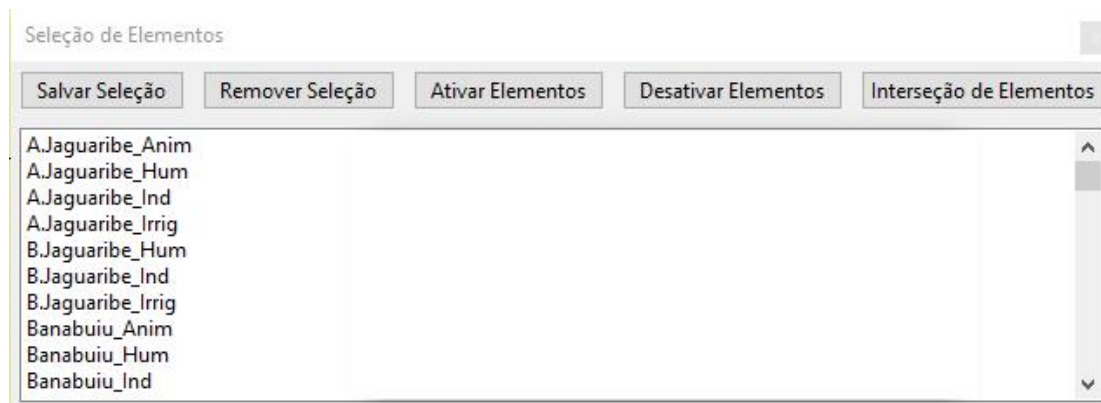 Seleção de Elementos
Salvar Seleção Remover Seleção Ativar Elementos Desativar Elementos Interseção de Elementos
A.Jaguaribe_Anim
A.Jaguaribe_Hum
A.Jaguaribe_Ind
A.Jaguaribe_Irrig
B.Jaguaribe_Hum
B.Jaguaribe_Ind
B.Jaguaribe_Irrig
Banabuiu_Anim
Banabuiu_Hum
Banabuiu_Ind